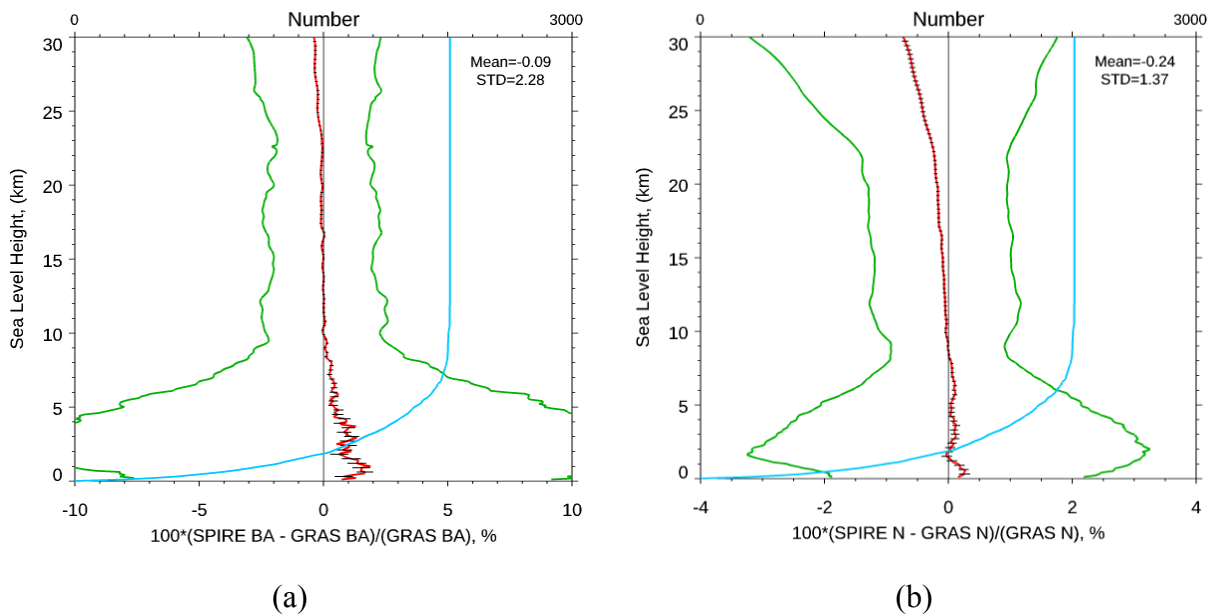 0 Number 3000
30
25
20
15
10
5
0
Sea Level Height, (km)
Mean=-0.09
STD=2.28
-10 -5 0 5 10
100*(SPIRE BA - GRAS BA)/(GRAS BA), %
(a)
0 Number 3000
30
25
20
15
10
5
0
Sea Level Height, (km)
Mean=-0.24
STD=1.37
-4 -2 0 2 4
100*(SPIRE N - GRAS N)/(GRAS N), %
(b)